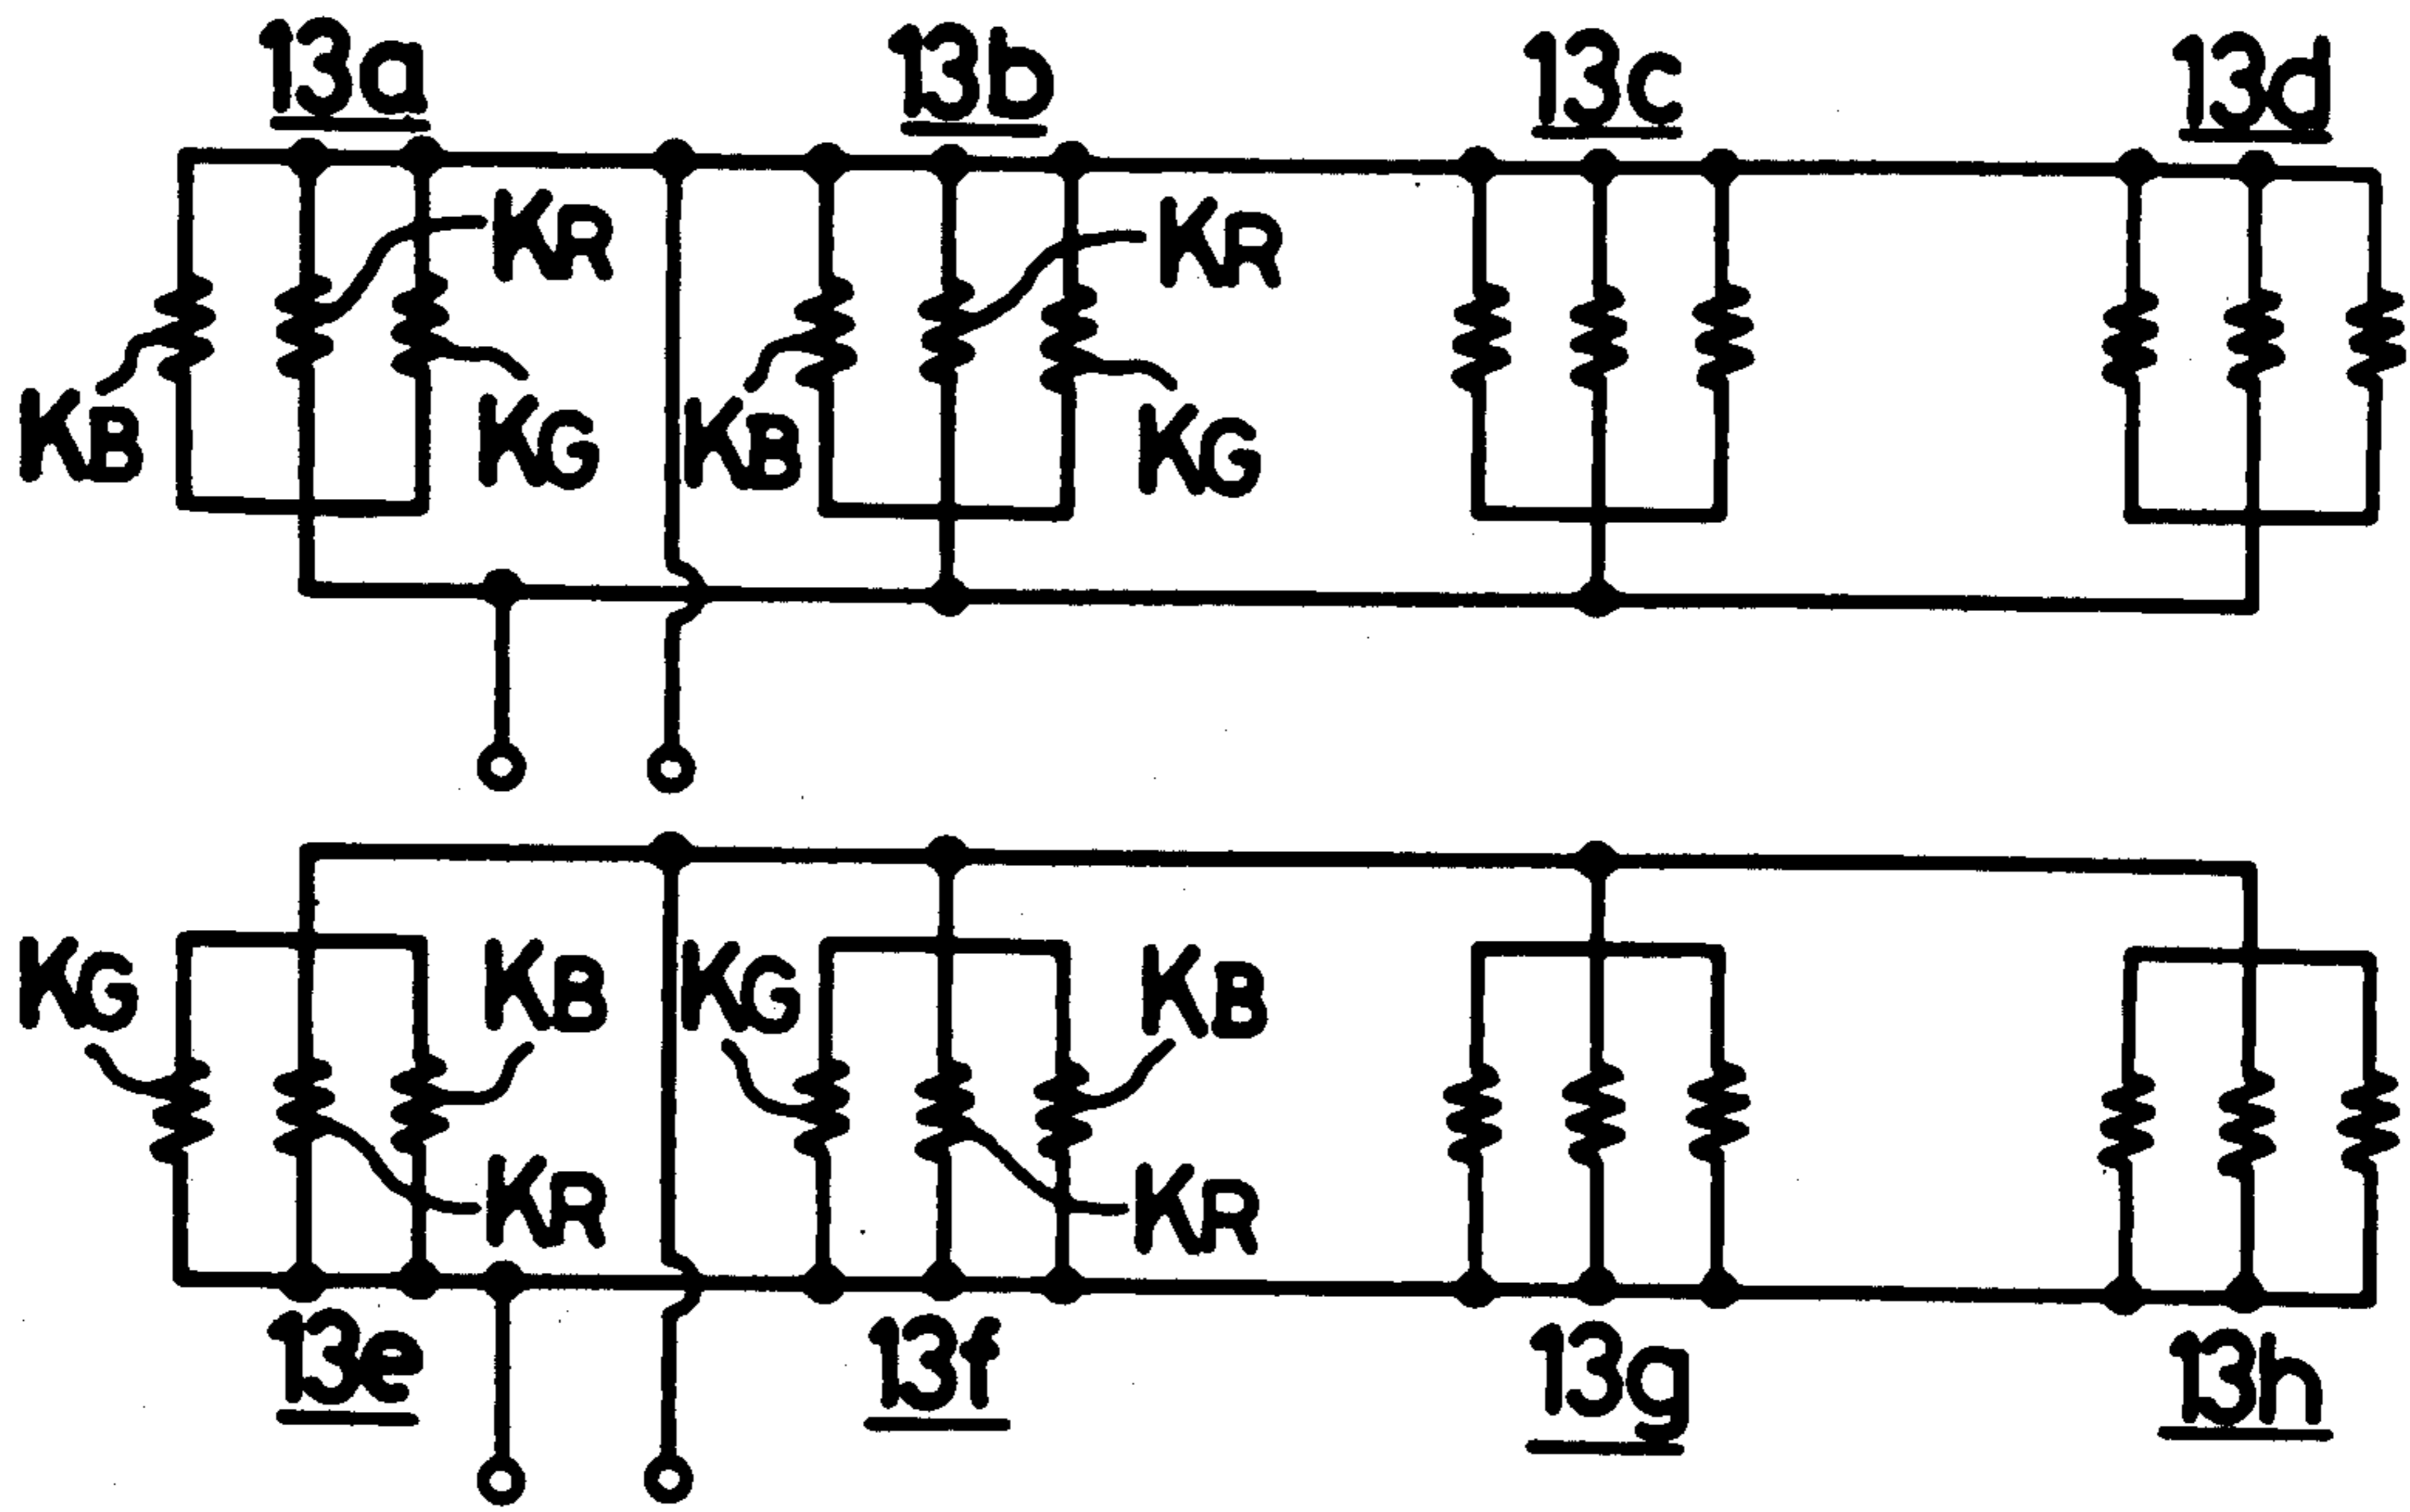 13a 13b 13c 13d
KR KR
KB KG KB KG
KG KB KG KB
KR KR
13e 13f 13g 13h